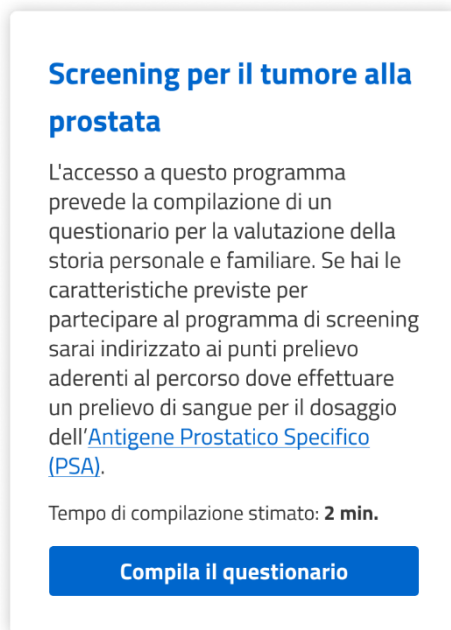 Screening per il tumore alla
prostata
L'accesso a questo programma
prevede la compilazione di un
questionario per la valutazione della
storia personale e familiare. Se hai le
caratteristiche previste per
partecipare al programma di screening
sarai indirizzato ai punti prelievo
aderenti al percorso dove effettuare
un prelievo di sangue per il dosaggio
dell’Antigene Prostatico Specifico
(PSA).
Tempo di compilazione stimato: 2 min.
Compila il questionario